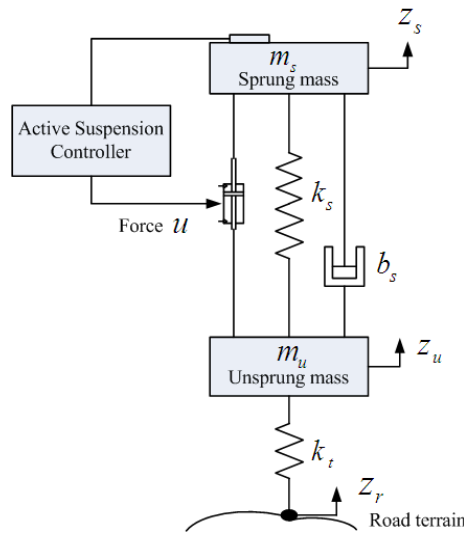 z_s
m_s
Sprung mass
Active Suspension
Controller
k_s
Force u
b_s
z_u
m_u
Unsprung mass
k_t
z_r
Road terrain